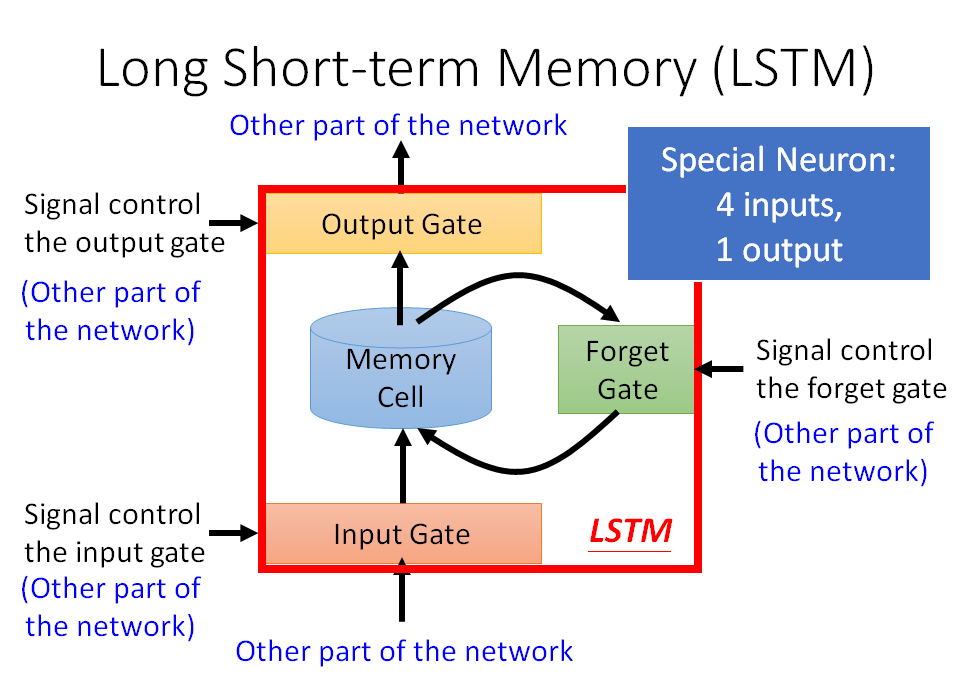 Long Short-term Memory (LSTM)
Other part of the network
Special Neuron:
4 inputs,
1 output
Signal control
the output gate
(Other part of
the network)
Output Gate
Memory
Cell
Forget
Gate
Signal control
the forget gate
(Other part of
the network)
Signal control
the input gate
(Other part of
the network)
Input Gate
LSTM
Other part of the network